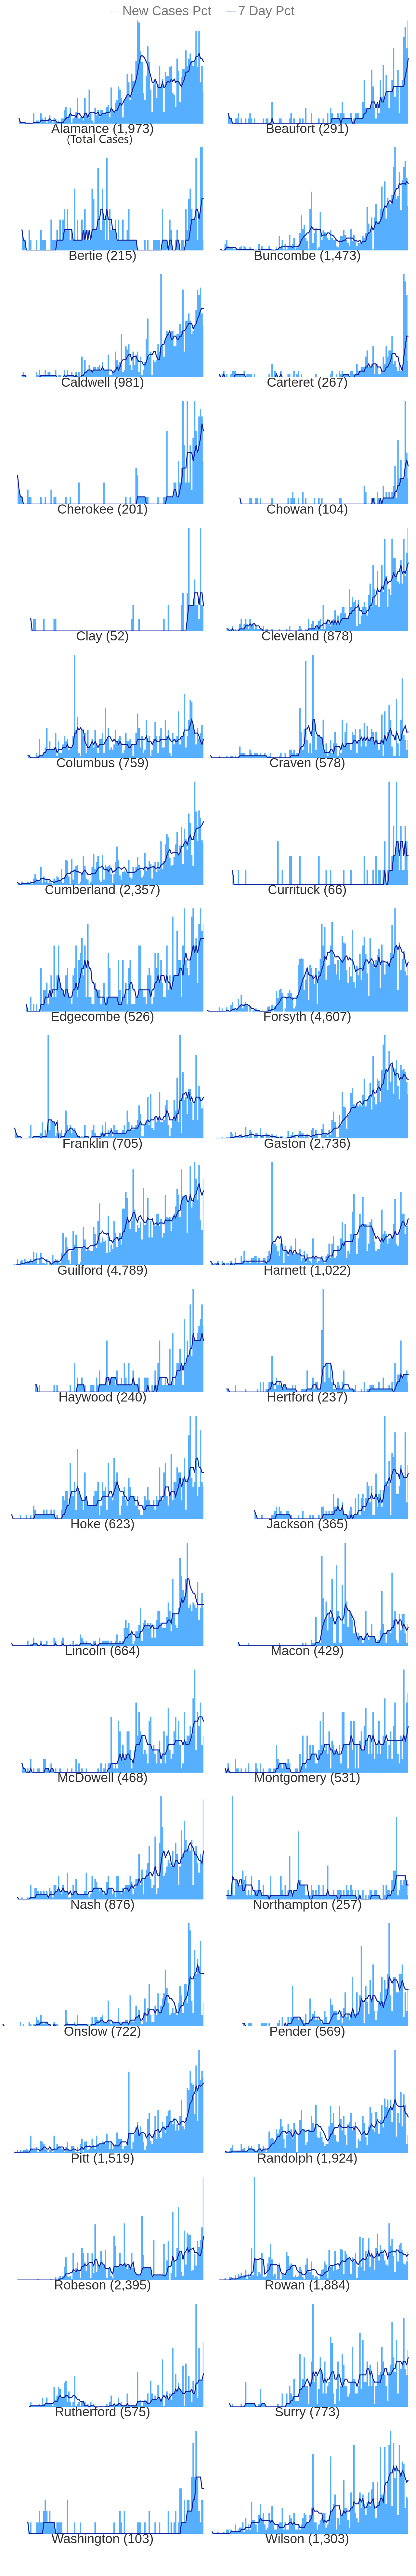 New Cases Pct 7 Day Pct
Alamance (1,973) Beaufort (291)
(Total Cases)
Bertie (215) Buncombe (1,473)
Caldwell (981) Carteret (267)
Cherokee (201) Chowan (104)
Clay (52) Cleveland (878)
Columbus (759) Craven (578)
Cumberland (2,357) Currituck (66)
Edgecombe (526) Forsyth (4,607)
Franklin (705) Gaston (2,736)
Guilford (4,789) Harnett (1,022)
Haywood (240) Hertford (237)
Hoke (623) Jackson (365)
Lincoln (664) Macon (429)
McDowell (468) Montgomery (531)
Nash (876) Northampton (257)
Onslow (722) Pender (569)
Pitt (1,519) Randolph (1,924)
Robeson (2,395) Rowan (1,884)
Rutherford (575) Surry (773)
Washington (103) Wilson (1,303)